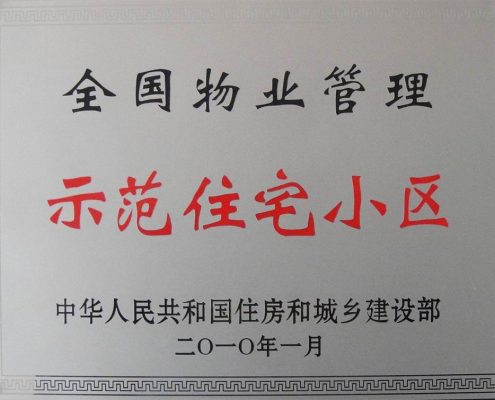 全国物业管理
示范住宅小区
中华人民共和国住房和城乡建设部
二〇一〇年一月